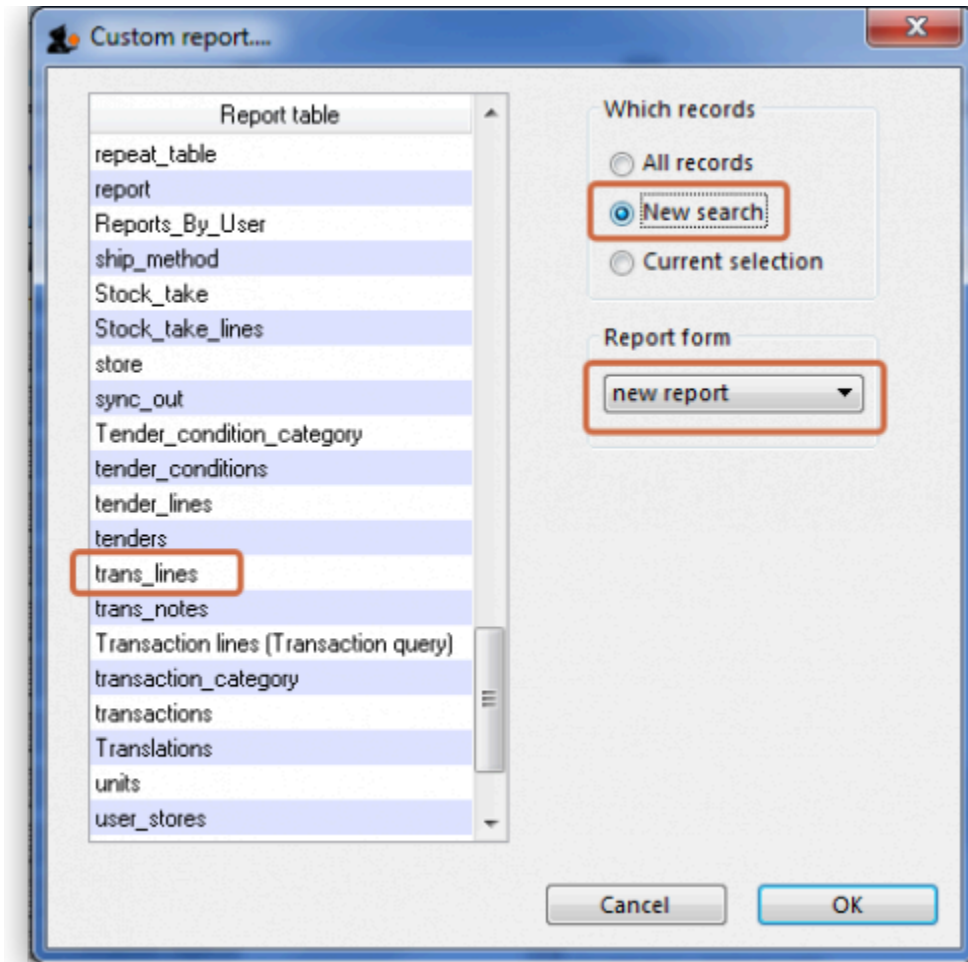 Custom report....
Report table
repeat_table
report
Reports_By_User
ship_method
Stock_take
Stock_take_lines
store
sync_out
Tender_condition_category
tender_conditions
tender_lines
tenders
trans_lines
trans_notes
Transaction lines (Transaction query)
transaction_category
transactions
Translations
units
user_stores
Which records
All records
New search
Current selection
Report form
new report
Cancel
OK